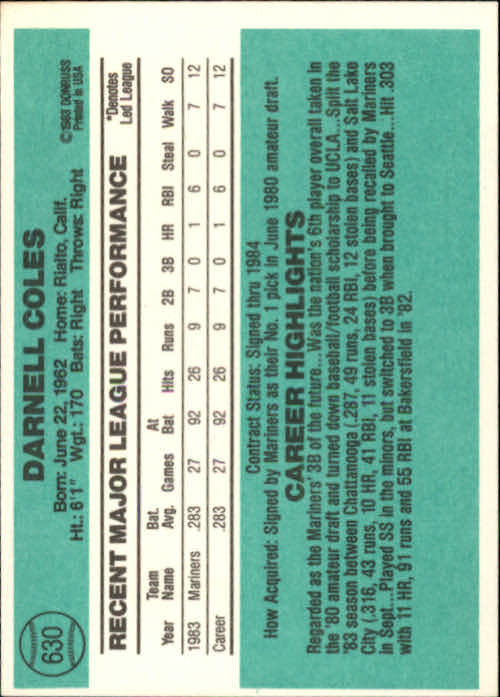 630
DARNELL COLES
©1983 DONRUSS
Printed in USA
Born: June 22, 1962 Home: Rialto, Calif.
Ht.: 6'1" Wgt.: 170 Bats: Right Throws: Right
RECENT MAJOR LEAGUE PERFORMANCE
*Denotes
Led League
Team Bat. At
Year Name Avg. Games Bat Hits Runs 2B 3B HR RBI Steal Walk SO
1983 Mariners .283 27 92 26 9 7 0 1 6 0 7 12
Career .283 27 92 26 9 7 0 1 6 0 7 12
Contract Status: Signed thru 1984
How Acquired: Signed by Mariners as their No. 1 pick in June 1980 amateur draft.
CAREER HIGHLIGHTS
Regarded as the Mariners' 3B of the future...Was the nation's 6th player overall taken in
the '80 amateur draft and turned down baseball/football scholarship to UCLA...Split the
'83 season between Chattanooga (.287, 49 runs, 24 RBI, 12 stolen bases) and Salt Lake
City (.316, 43 runs, 10 HR, 41 RBI, 11 stolen bases) before being recalled by Mariners
in Sept...Played SS in the minors, but switched to 3B when brought to Seattle...Hit .303
with 11 HR, 91 runs and 55 RBI at Bakersfield in '82.